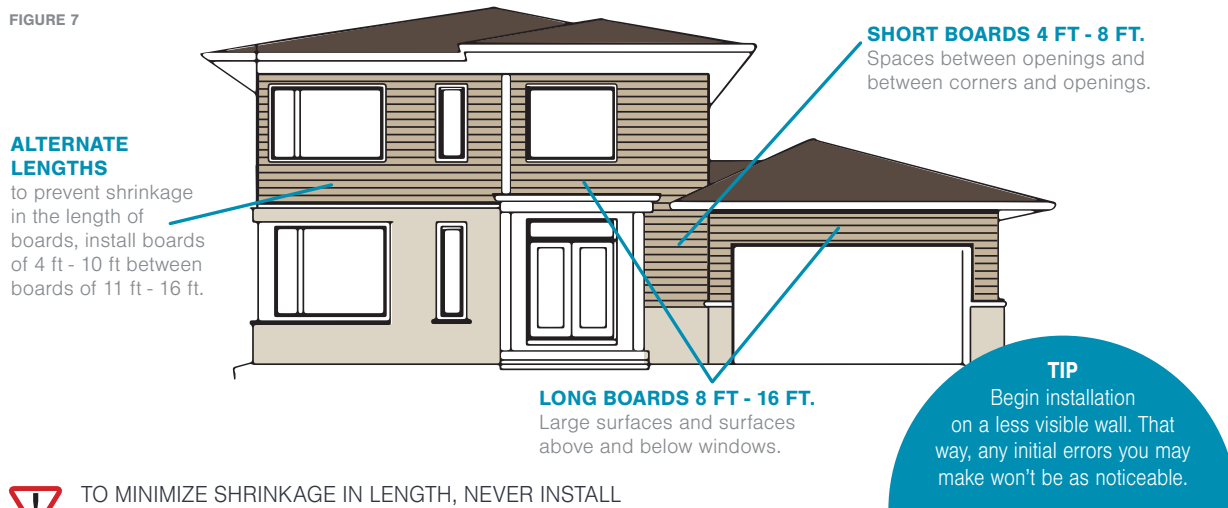 FIGURE 7
SHORT BOARDS 4 FT - 8 FT.
Spaces between openings and
between corners and openings.
ALTERNATE
LENGTHS
to prevent shrinkage
in the length of
boards, install boards
of 4 ft - 10 ft between
boards of 11 ft - 16 ft.
LONG BOARDS 8 FT - 16 FT.
Large surfaces and surfaces
above and below windows.
TIP
Begin installation
on a less visible wall. That
way, any initial errors you may
make won't be as noticeable.
TO MINIMIZE SHRINKAGE IN LENGTH, NEVER INSTALL